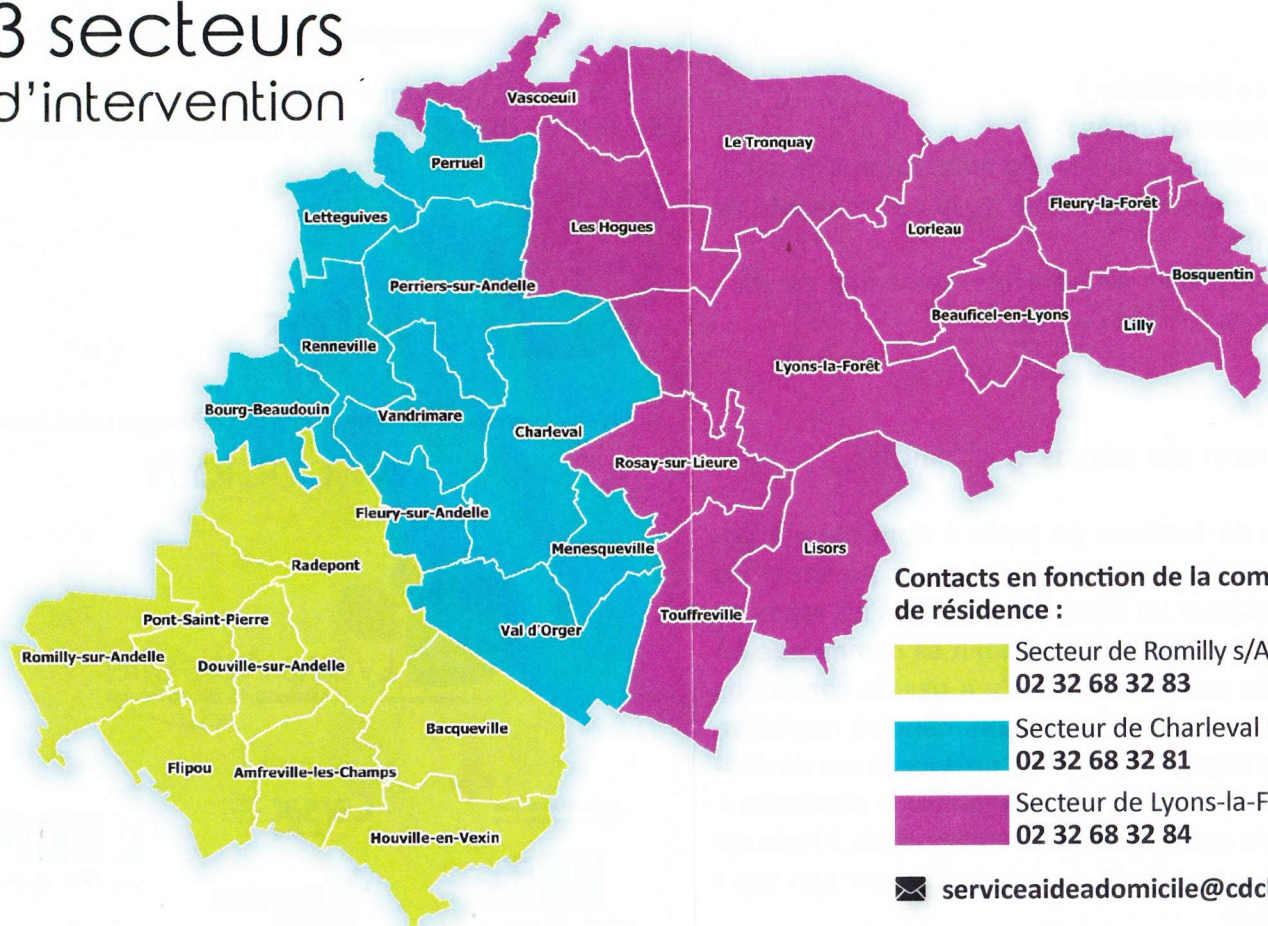 3 secteurs
d'intervention
Vascoeuil
Le Tronquay
Perruel
Letteguives
Les Hogues
Fleury-la-Forêt
Lorleau
Bosquentin
Perriers-sur-Andelle
Beauficel-en-Lyons
Lilly
Renneville
Lyons-la-Forêt
Bourg-Beaudouin
Vandrimare
Charleval
Rosay-sur-Lieure
Fleury-sur-Andelle
Menesqueville
Lisors
Radepont
Pont-Saint-Pierre
Touffreville
Val d'Orger
Romilly-sur-Andelle
Douville-sur-Andelle
Bacqueville
Flipou
Amfreville-les-Champs
Houville-en-Vexin
Contacts en fonction de la com
de résidence :
Secteur de Romilly s/A
02 32 68 32 83
Secteur de Charleval
02 32 68 32 81
Secteur de Lyons-la-F
02 32 68 32 84
serviceaideadomicile@cdcl